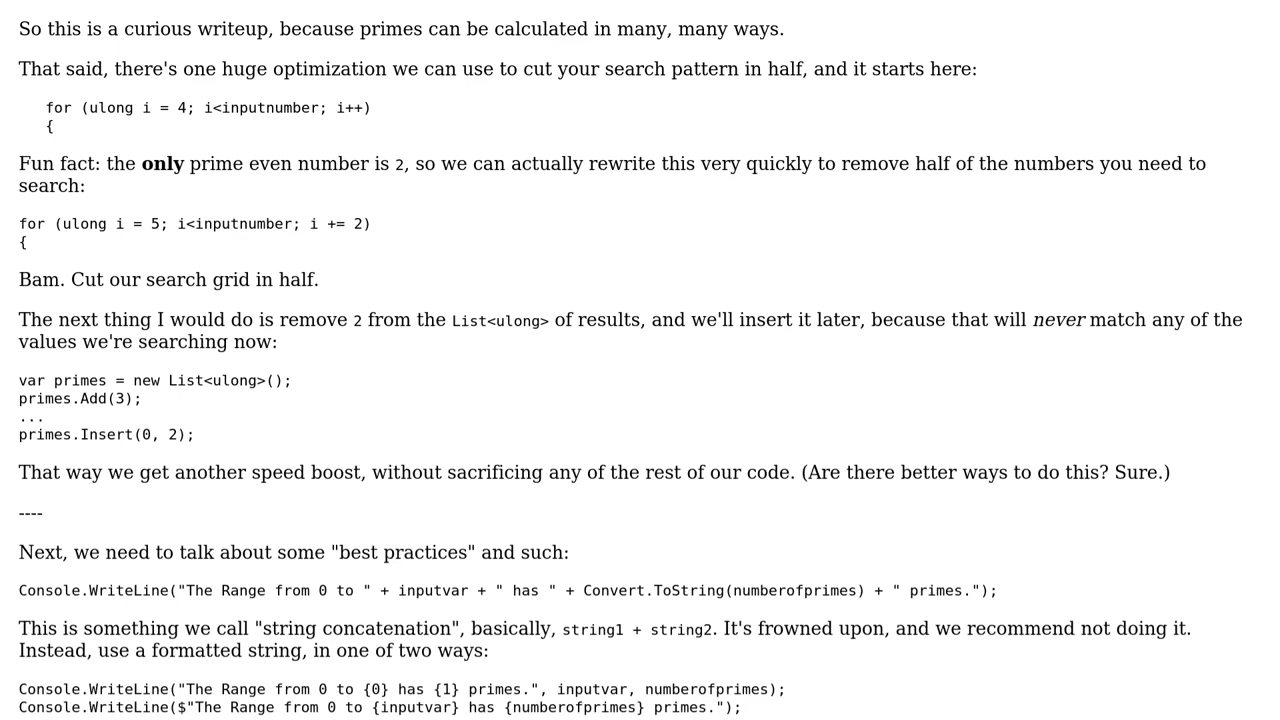 So this is a curious writeup, because primes can be calculated in many, many ways.
That said, there's one huge optimization we can use to cut your search pattern in half, and it starts here:
for (ulong i = 4; i<inputnumber; i++)
{
Fun fact: the only prime even number is 2, so we can actually rewrite this very quickly to remove half of the numbers you need to
search:
for (ulong i = 5; i<inputnumber; i += 2)
{
Bam. Cut our search grid in half.
The next thing I would do is remove 2 from the List<ulong> of results, and we'll insert it later, because that will never match any of the
values we're searching now:
var primes = new List<ulong>();
primes.Add(3);
...
primes.Insert(0, 2);
That way we get another speed boost, without sacrificing any of the rest of our code. (Are there better ways to do this? Sure.)
----
Next, we need to talk about some "best practices" and such:
Console.WriteLine("The Range from 0 to " + inputvar + " has " + Convert.ToString(numberofprimes) + " primes.");
This is something we call "string concatenation", basically, string1 + string2. It's frowned upon, and we recommend not doing it.
Instead, use a formatted string, in one of two ways:
Console.WriteLine("The Range from 0 to {0} has {1} primes.", inputvar, numberofprimes);
Console.WriteLine($"The Range from 0 to {inputvar} has {numberofprimes} primes.");